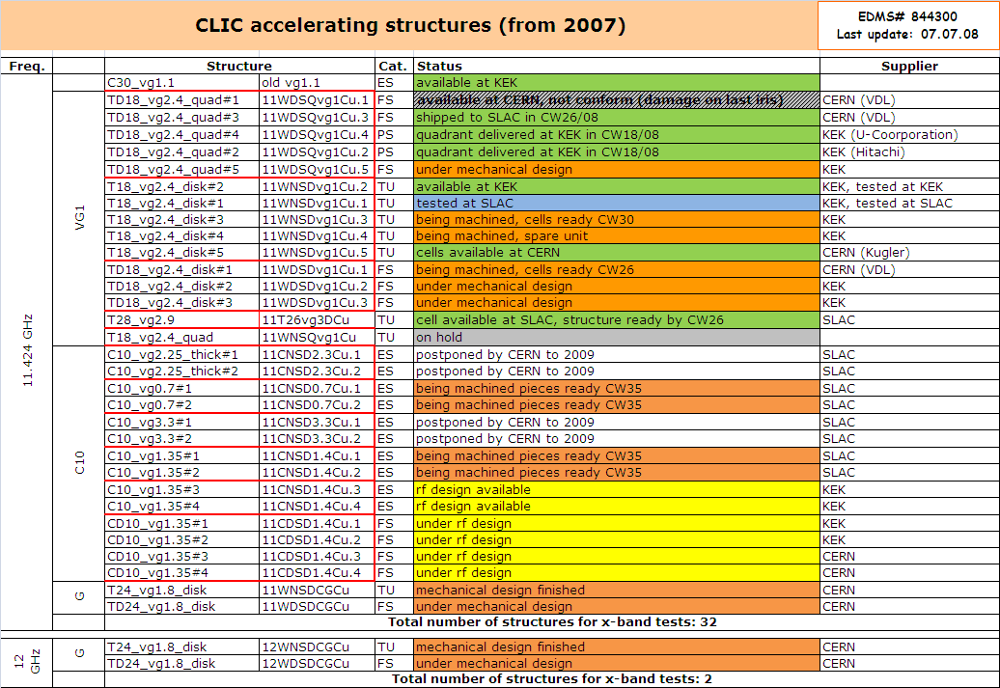 CLIC accelerating structures (from 2007)
EDMS# 844300
Last update: 07.07.08
Freq. Structure Cat. Status Supplier
11.424 GHz
VG1
C30_vg1.1 old vg1.1 ES available at KEK
TD18_vg2.4_quad#1 11WDSQvg1Cu.1 FS available at CERN, not conform (damage on last iris) CERN (VDL)
TD18_vg2.4_quad#3 11WDSQvg1Cu.3 FS shipped to SLAC in CW26/08 CERN (VDL)
TD18_vg2.4_quad#4 11WDSQvg1Cu.4 PS quadrant delivered at KEK in CW18/08 KEK (U-Coorporation)
TD18_vg2.4_quad#2 11WDSQvg1Cu.2 PS quadrant delivered at KEK in CW18/08 KEK (Hitachi)
TD18_vg2.4_quad#5 11WDSQvg1Cu.5 FS under mechanical design KEK
T18_vg2.4_disk#2 11WNSDvg1Cu.2 TU available at KEK KEK, tested at KEK
T18_vg2.4_disk#1 11WNSDvg1Cu.1 TU tested at SLAC KEK, tested at SLAC
T18_vg2.4_disk#3 11WNSDvg1Cu.3 TU being machined, cells ready CW30 KEK
T18_vg2.4_disk#4 11WNSDvg1Cu.4 TU being machined, spare unit KEK
T18_vg2.4_disk#5 11WNSDvg1Cu.5 TU cells available at CERN CERN (Kugler)
TD18_vg2.4_disk#1 11WDSDvg1Cu.1 FS being machined, cells ready CW26 CERN (VDL)
TD18_vg2.4_disk#2 11WDSDvg1Cu.2 FS under mechanical design KEK
TD18_vg2.4_disk#3 11WDSDvg1Cu.3 FS under mechanical design KEK
T28_vg2.9 11T26vg3DCu TU cell available at SLAC, structure ready by CW26 SLAC
T18_vg2.4_quad 11WNSQvg1Cu TU on hold
C10
C10_vg2.25_thick#1 11CNSD2.3Cu.1 ES postponed by CERN to 2009 SLAC
C10_vg2.25_thick#2 11CNSD2.3Cu.2 ES postponed by CERN to 2009 SLAC
C10_vg0.7#1 11CNSD0.7Cu.1 ES being machined pieces ready CW35 SLAC
C10_vg0.7#2 11CNSD0.7Cu.2 ES being machined pieces ready CW35 SLAC
C10_vg3.3#1 11CNSD3.3Cu.1 ES postponed by CERN to 2009 SLAC
C10_vg3.3#2 11CNSD3.3Cu.2 ES postponed by CERN to 2009 SLAC
C10_vg1.35#1 11CNSD1.4Cu.1 ES being machined pieces ready CW35 SLAC
C10_vg1.35#2 11CNSD1.4Cu.2 ES being machined pieces ready CW35 SLAC
C10_vg1.35#3 11CNSD1.4Cu.3 ES rf design available KEK
C10_vg1.35#4 11CNSD1.4Cu.4 ES rf design available KEK
CD10_vg1.35#1 11CDSD1.4Cu.1 FS under rf design KEK
CD10_vg1.35#2 11CDSD1.4Cu.2 FS under rf design KEK
CD10_vg1.35#3 11CDSD1.4Cu.3 FS under rf design CERN
CD10_vg1.35#4 11CDSD1.4Cu.4 FS under rf design CERN
G
T24_vg1.8_disk 11WNSDCGCu TU mechanical design finished CERN
TD24_vg1.8_disk 11WDSDCGCu FS under mechanical design CERN
Total number of structures for x-band tests: 32
12 GHz
G
T24_vg1.8_disk 12WNSDCGCu TU mechanical design finished CERN
TD24_vg1.8_disk 12WDSDCGCu FS under mechanical design CERN
Total number of structures for x-band tests: 2